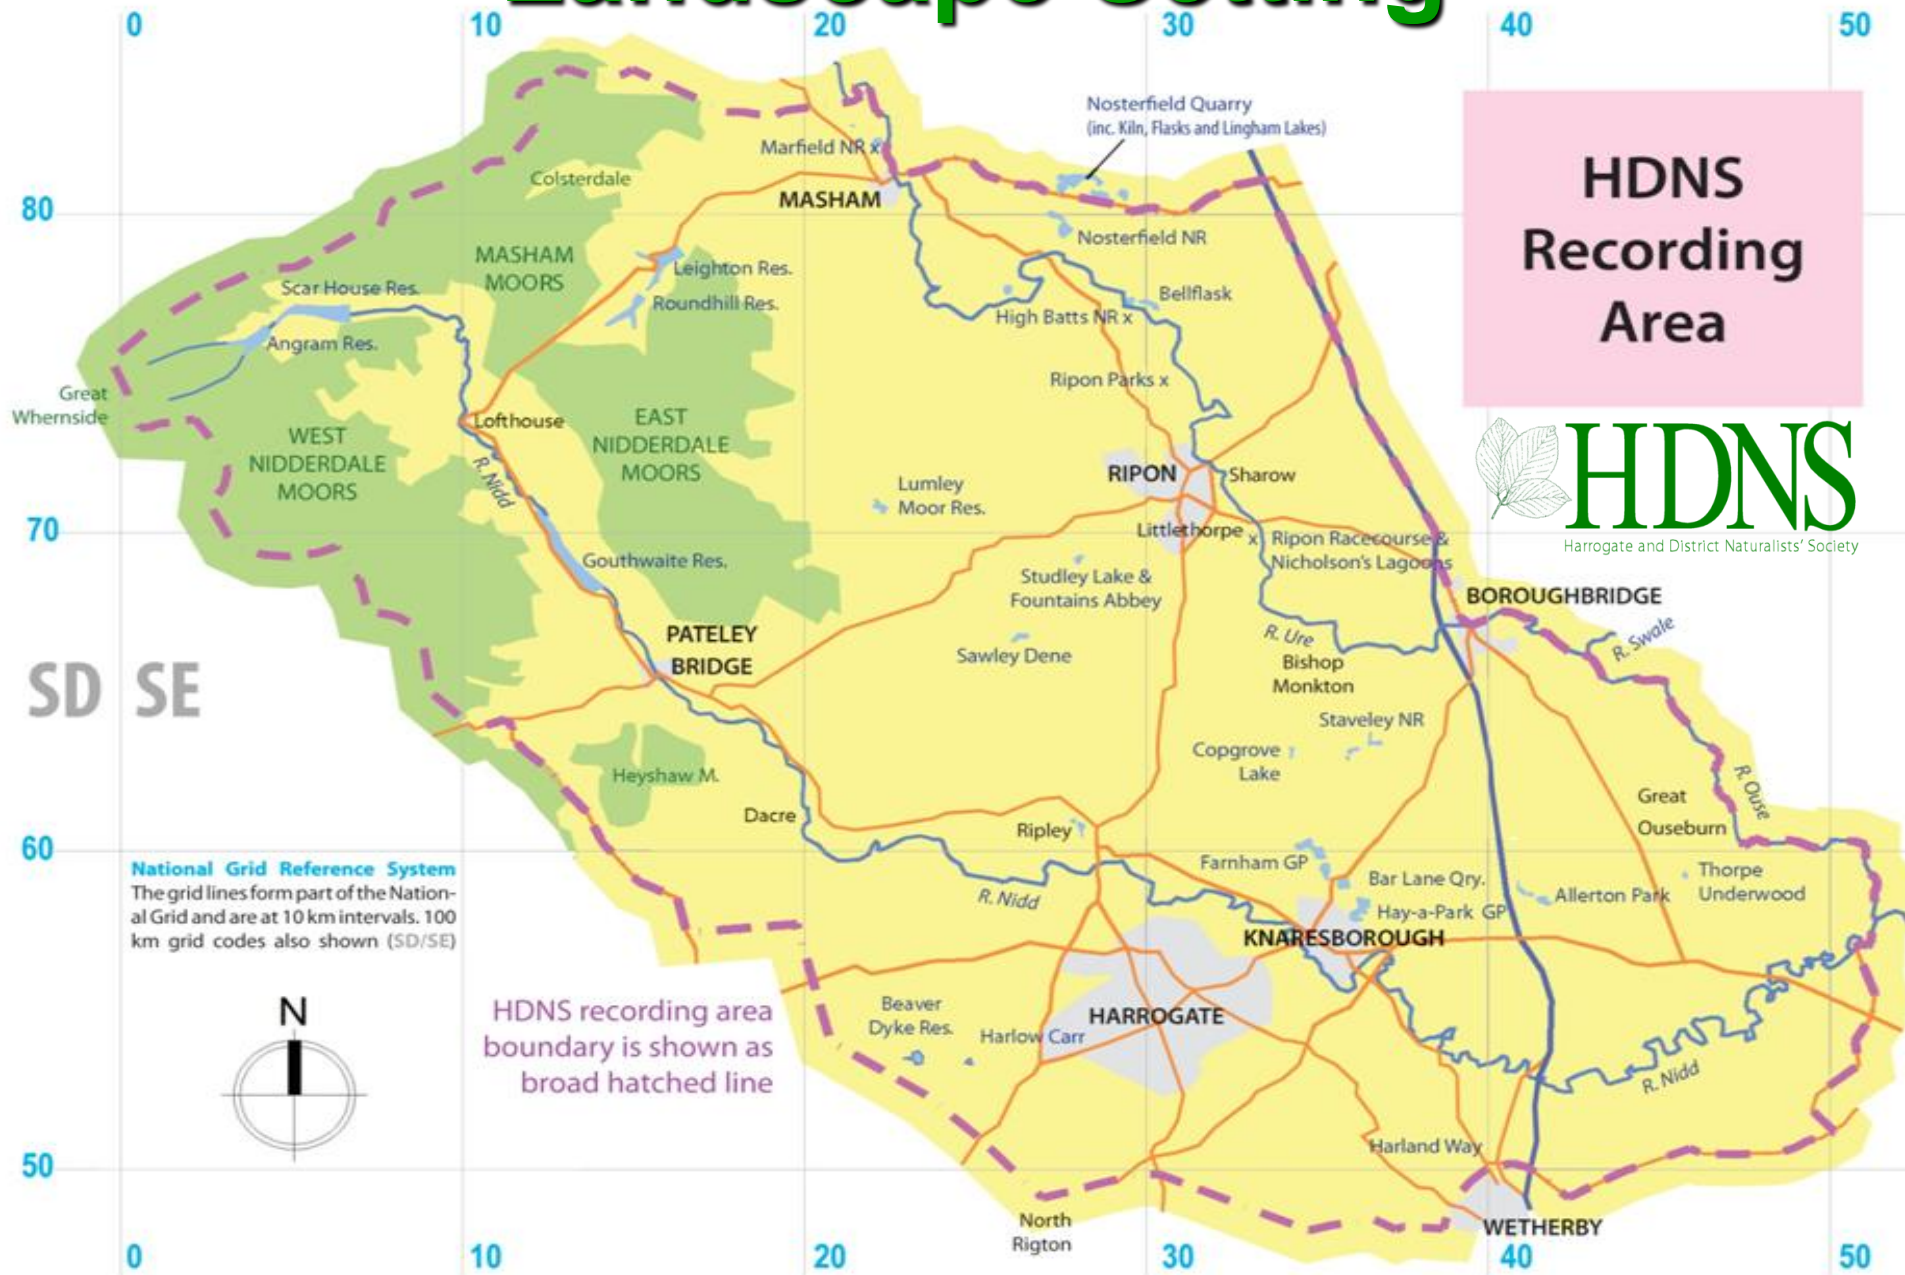 Landscape Setting
0 10 20 30 40 50
Nosterfield Quarry
(inc. Kiln, Flasks and Lingham Lakes)
HDNS
Recording
Area
Marfield NR x
Colsterdale
MASHAM
80
Nosterfield NR
MASHAM
MOORS
Leighton Res.
Scar House Res.
Roundhill Res.
Bellflask
High Batts NR x
Angram Res.
Ripon Parks x
Great
Whernside
Lofthouse
EAST
NIDDERDALE
MOORS
WEST
NIDDERDALE
MOORS
R. Nidd
RIPON
Sharow
Lumley
Moor Res.
HDNS
Harrogate and District Naturalists' Society
70
Littlethorpe x
Ripon Racecourse &
Nicholson's Lagoons
Gouthwaite Res.
Studley Lake &
Fountains Abbey
BOROUGHBRIDGE
PATELEY
BRIDGE
R. Ure
R. Swale
Sawley Dene
Bishop
Monkton
SD SE
Staveley NR
Copgrove
Lake
Heyshaw M.
R. Ouse
Great
Ouseburn
Dacre
Ripley
60
Farnham GP
Bar Lane Qry.
Allerton Park
Thorpe
Underwood
National Grid Reference System
The grid lines form part of the Nation-
al Grid and are at 10 km intervals. 100
km grid codes also shown (SD/SE)
R. Nidd
Hay-a-Park GP
KNARESBOROUGH
N
HDNS recording area
boundary is shown as
broad hatched line
Beaver
Dyke Res.
Harlow Carr
HARROGATE
R. Nidd
50
Harland Way
North
Rigton
WETHERBY
0 10 20 30 40 50